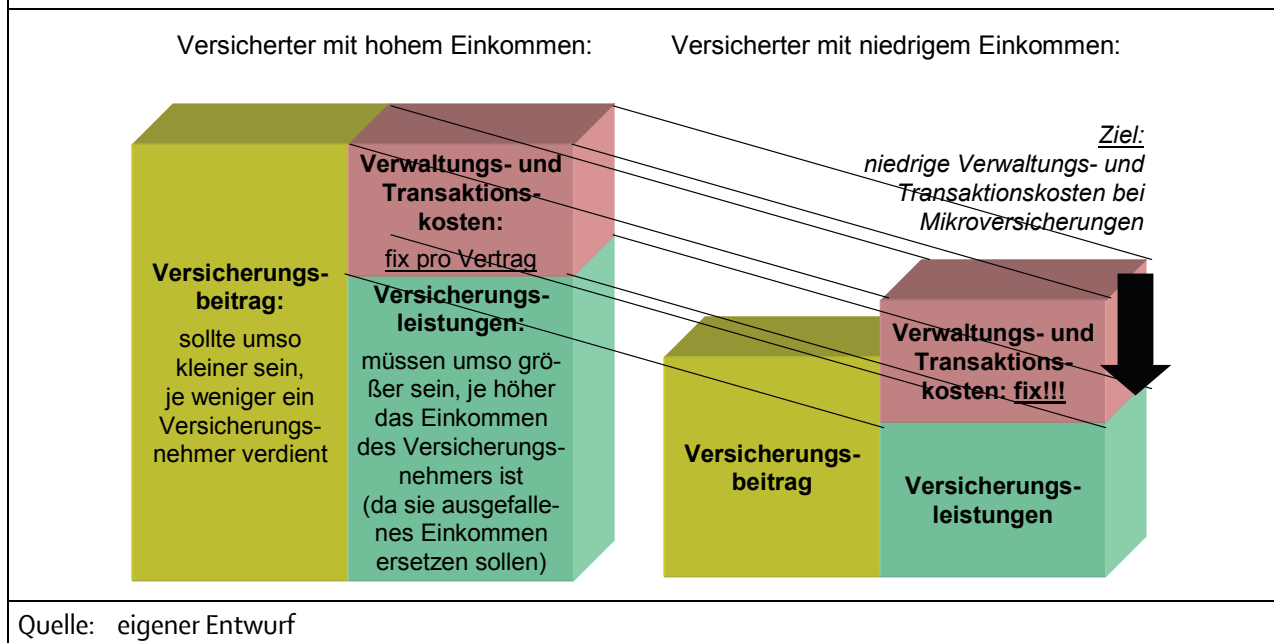 Versicherter mit hohem Einkommen:
Versicherter mit niedrigem Einkommen:
Ziel:
niedrige Verwaltungs- und
Transaktionskosten bei
Mikroversicherungen
Versicherungs-
beitrag:
sollte umso
kleiner sein,
je weniger ein
Versicherungs-
nehmer verdient
Verwaltungs- und
Transaktions-
kosten:
fix pro Vertrag
Versicherungs-
leistungen:
müssen umso grö-
ßer sein, je höher
das Einkommen
des Versicherungs-
nehmers ist
(da sie ausgefalle-
nes Einkommen
ersetzen sollen)
Versicherungs-
beitrag
Verwaltungs- und
Transaktions-
kosten: fix!!!
Versicherungs-
leistungen
Quelle: eigener Entwurf